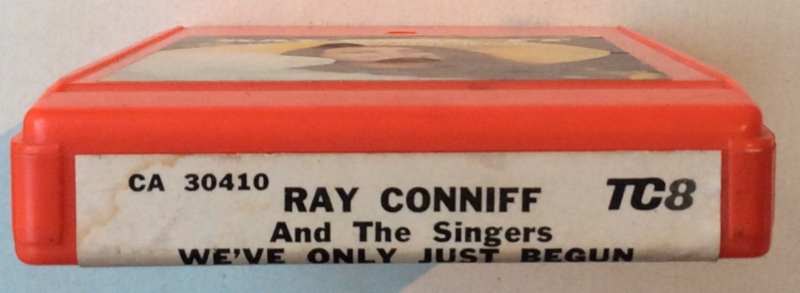 CA 30410
RAY CONNIFF
TC8
And The Singers
WE'VE ONLY JUST BEGUN